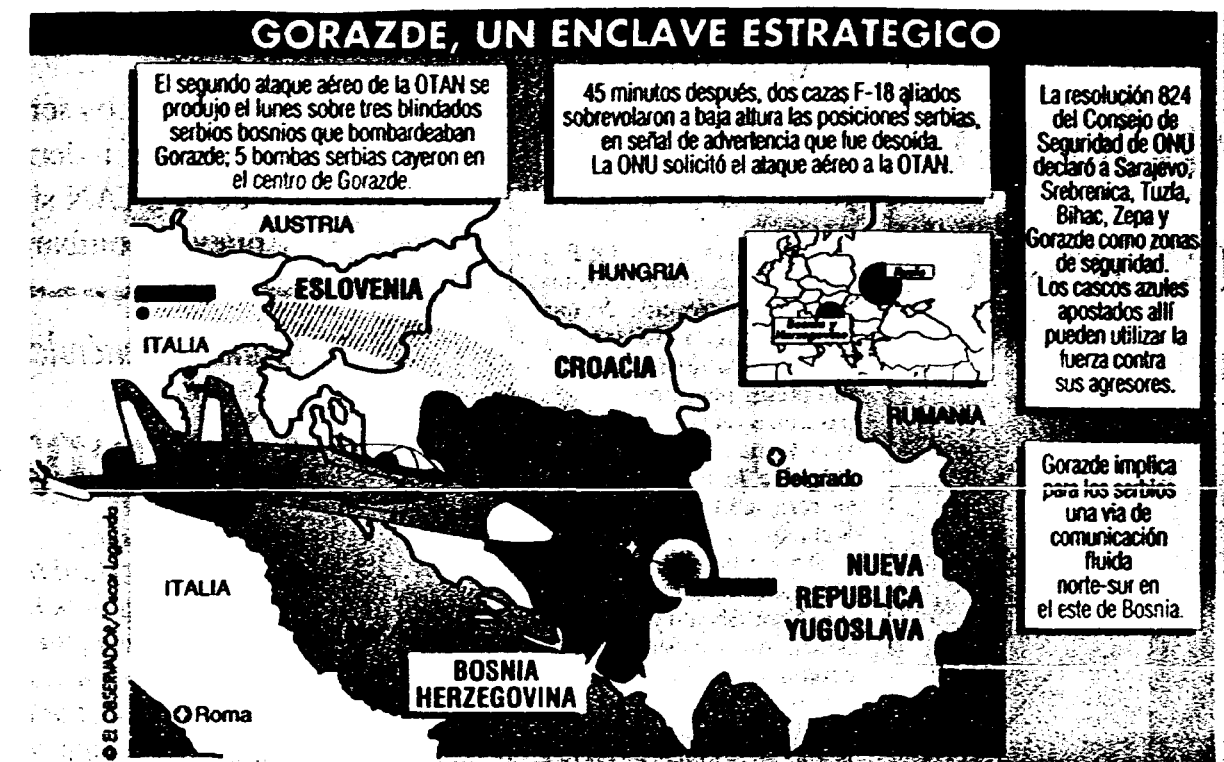 GORAZDE, UN ENCLAVE ESTRATEGICO
El segundo ataque aéreo de la OTAN se
produjo el lunes sobre tres blindados
serbios bosnios que bombardeaban
Gorazde; 5 bombas serbias cayeron en
el centro de Gorazde.
45 minutos después, dos cazas F-18 aliados
sobrevolaron a baja altura las posiciones serbias,
en señal de advertencia que fue desoída.
La ONU solicitó el ataque aéreo a la OTAN.
La resolución 824
del Consejo de
Seguridad de ONU
declaró a Sarajevo,
Srebrenica, Tuzla,
Bihac, Zepa y
Gorazde como zonas
de seguridad.
Los cascos azules
apostados allí
pueden utilizar la
fuerza contra
sus agresores.
Gorazde implica
para los serbios
una vía de
comunicación
fluida
norte-sur en
el este de Bosnia.
AUSTRIA
HUNGRIA
ESLOVENIA
ITALIA
CROACIA
Bosnia y
Herzegovina
RUMANIA
Belgrado
NUEVA
REPUBLICA
YUGOSLAVA
ITALIA
BOSNIA
HERZEGOVINA
Roma
© EL OBSERVADOR/Oscar